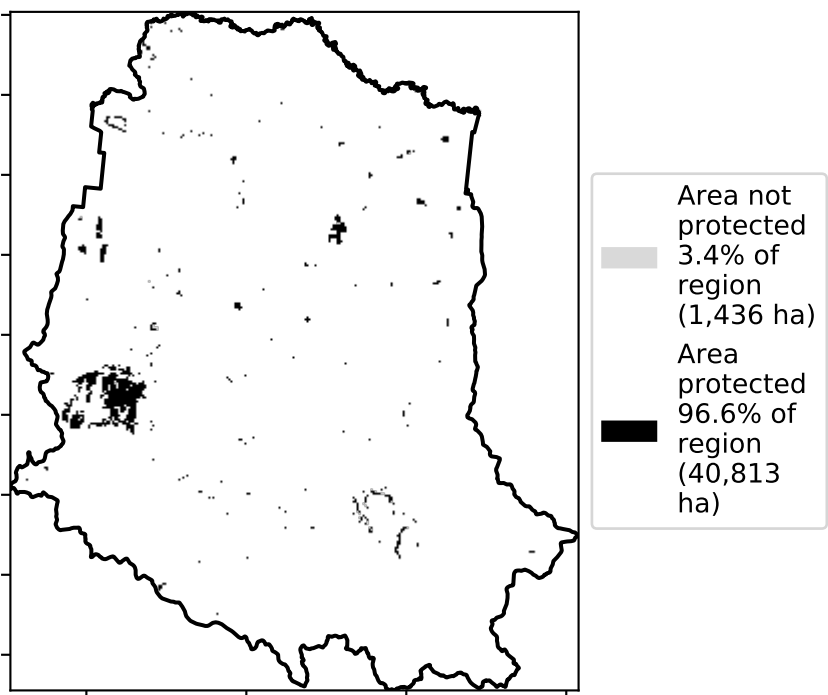 Area not
protected
3.4% of
region
(1,436 ha)
Area
protected
96.6% of
region
(40,813
ha)